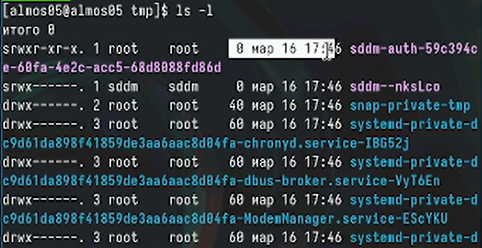 [almos05@almos05 tmp]$ ls -l
итого 0
srwxr-xr-x. 1 root   root    0 мар 16 17:46 sddm-auth-59c394c
e-60fa-4e2c-acc5-68d8088fd86d
srwx------. 1 sddm   sddm    0 мар 16 17:46 sddm--nksLco
drwx------. 2 root   root   40 мар 16 17:46 snap-private-tmp
drwx------. 3 root   root   60 мар 16 17:46 systemd-private-d
c9d61da898f41859de3aa6aac8d04fa-chronyd.service-IBG52j
drwx------. 3 root   root   60 мар 16 17:46 systemd-private-d
c9d61da898f41859de3aa6aac8d04fa-dbus-broker.service-VyT6En
drwx------. 3 root   root   60 мар 16 17:46 systemd-private-d
c9d61da898f41859de3aa6aac8d04fa-ModemManager.service-EScYKU
drwx------. 3 root   root   60 мар 16 17:46 systemd-private-d